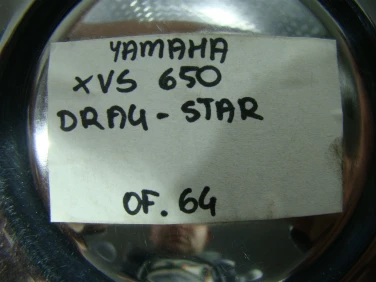 YAMAHA
XVS 650
DRAG - STAR
OF. 64